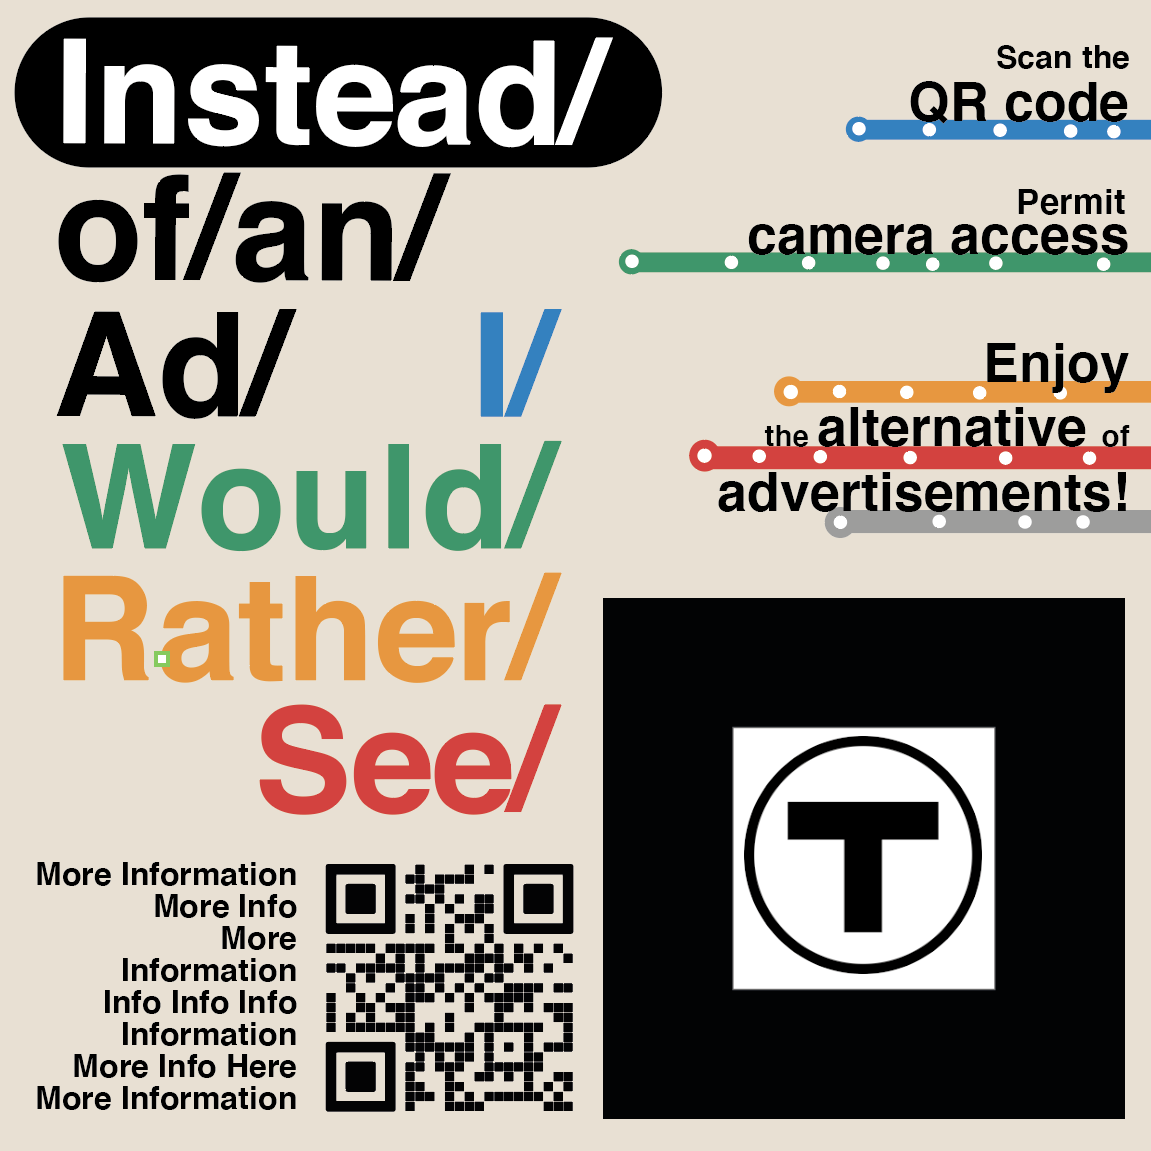 Instead/
of/an/
Ad/ I/
Would/
Rather/
See/
Scan the
QR code
Permit
camera access
Enjoy
the alternative of
advertisements!
More Information
More Info
More
Information
Info Info Info
Information
More Info Here
More Information
T